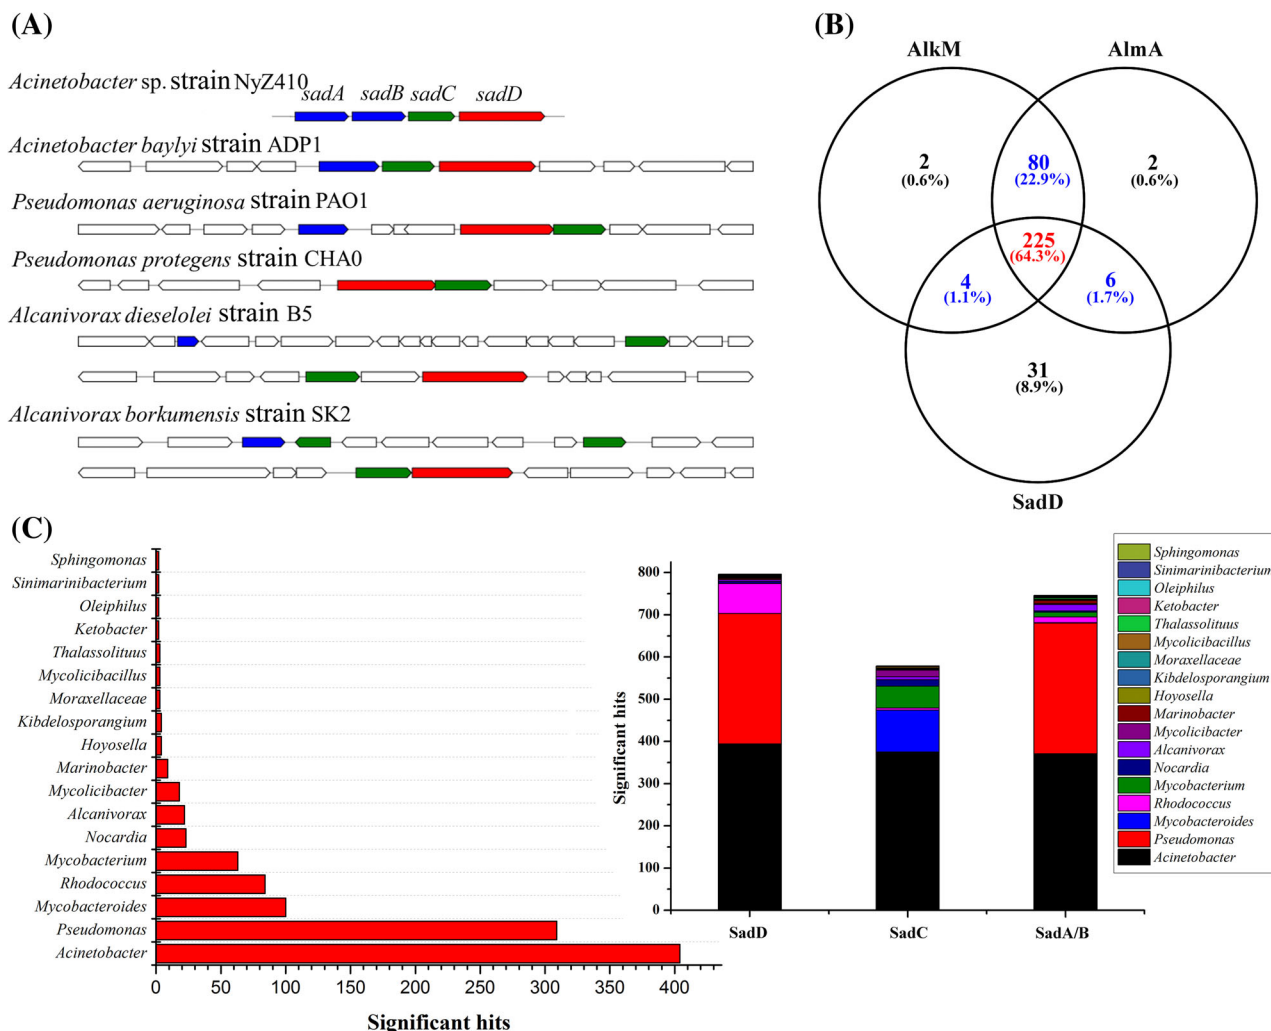 (A)
Acinetobacter sp. strain NyZ410
sadA sadB sadC sadD
Acinetobacter baylyi strain ADP1
Pseudomonas aeruginosa strain PAO1
Pseudomonas protegens strain CHA0
Alcanivorax dieselolei strain B5
Alcanivorax borkumensis strain SK2
(B)
AlkM
AlmA
2
(0.6%)
80
(22.9%)
2
(0.6%)
225
(64.3%)
4
(1.1%)
6
(1.7%)
31
(8.9%)
SadD
(C)
Sphingomonas
Sinimarinibacterium
Oleiphilus
Ketobacter
Thalassolituus
Mycolicibacillus
Moraxellaceae
Kibdelosporangium
Hoyosella
Marinobacter
Mycolicibacter
Alcanivorax
Nocardia
Mycobacterium
Rhodococcus
Mycobacteroides
Pseudomonas
Acinetobacter
0 50 100 150 200 250 300 350 400
Significant hits
Significant hits
800
700
600
500
400
300
200
100
0
SadD SadC SadA/B
Sphingomonas
Sinimarinibacterium
Oleiphilus
Ketobacter
Thalassolituus
Mycolicibacillus
Moraxellaceae
Kibdelosporangium
Hoyosella
Marinobacter
Mycolicibacter
Alcanivorax
Nocardia
Mycobacterium
Rhodococcus
Mycobacteroides
Pseudomonas
Acinetobacter